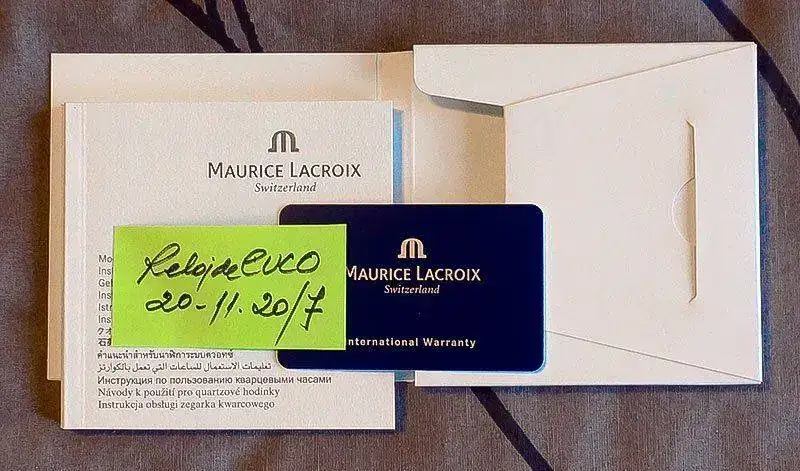 MAURICE LACROIX
Switzerland
RelojdeCUCO
20-11.2017
MAURICE LACROIX
Switzerland
International Warranty
คำแนะนำสำหรับนาฬิการะบบควอทซ์
تعليمات الاستعمال للساعات التي تعمل بالكوارتز
Инструкция по пользованию кварцевыми часами
Návody k použití pro quartzové hodinky
Instrukcja obsługi zegarka kwarcowego